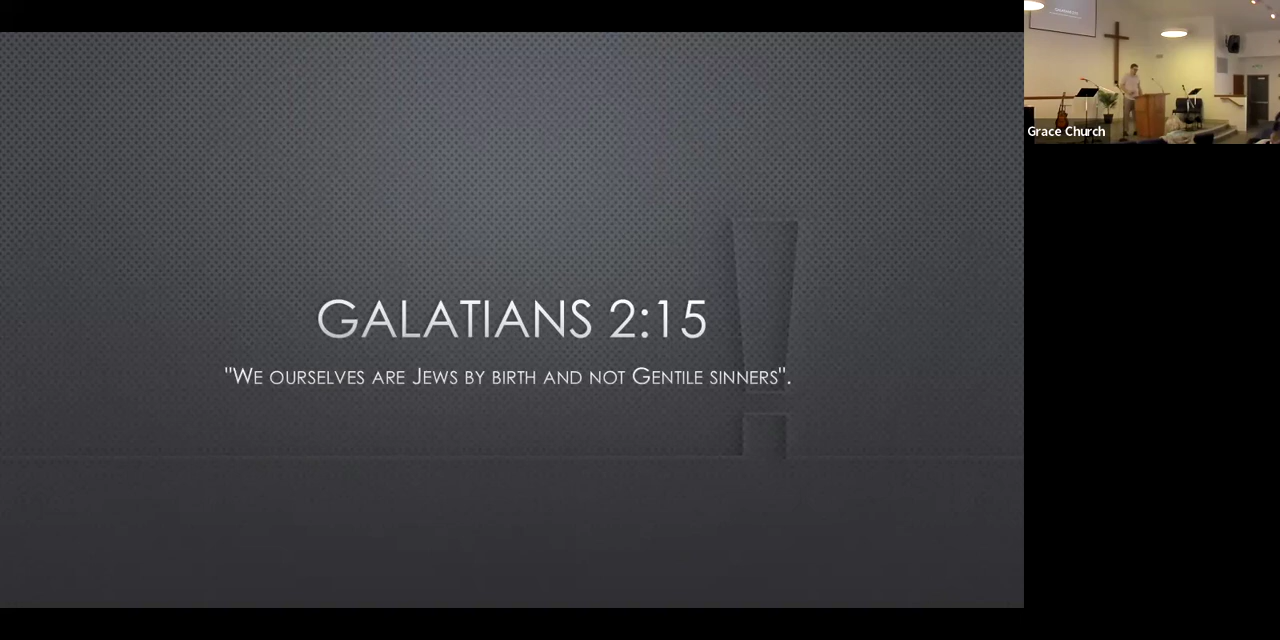 GALATIANS 2:15
"We ourselves are Jews by birth and not Gentile sinners".
Grace Church